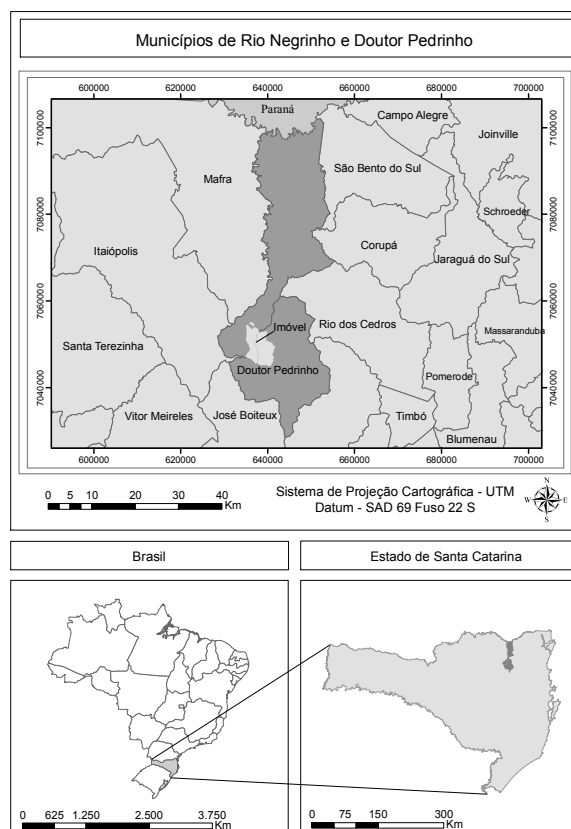 Municípios de Rio Negrinho e Doutor Pedrinho
600000 620000 640000 660000 680000 700000
7100000
7080000
7060000
7040000
Paraná
Campo Alegre
Joinville
São Bento do Sul
Mafra
Schroeder
Corupá
Itaiópolis
Jaraguá do Sul
Imóvel
Rio dos Cedros
Massaranduba
Santa Terezinha
Doutor Pedrinho
Pomerode
Vitor Meireles
José Boiteux
Timbó
Blumenau
7100000
7080000
7060000
7040000
600000 620000 640000 660000 680000 700000
0 5 10 20 30 40
Km
Sistema de Projeção Cartográfica - UTM
Datum - SAD 69 Fuso 22 S
N
W E
S
Brasil
Estado de Santa Catarina
0 625 1.250 2.500 3.750
Km
0 75 150 300
Km